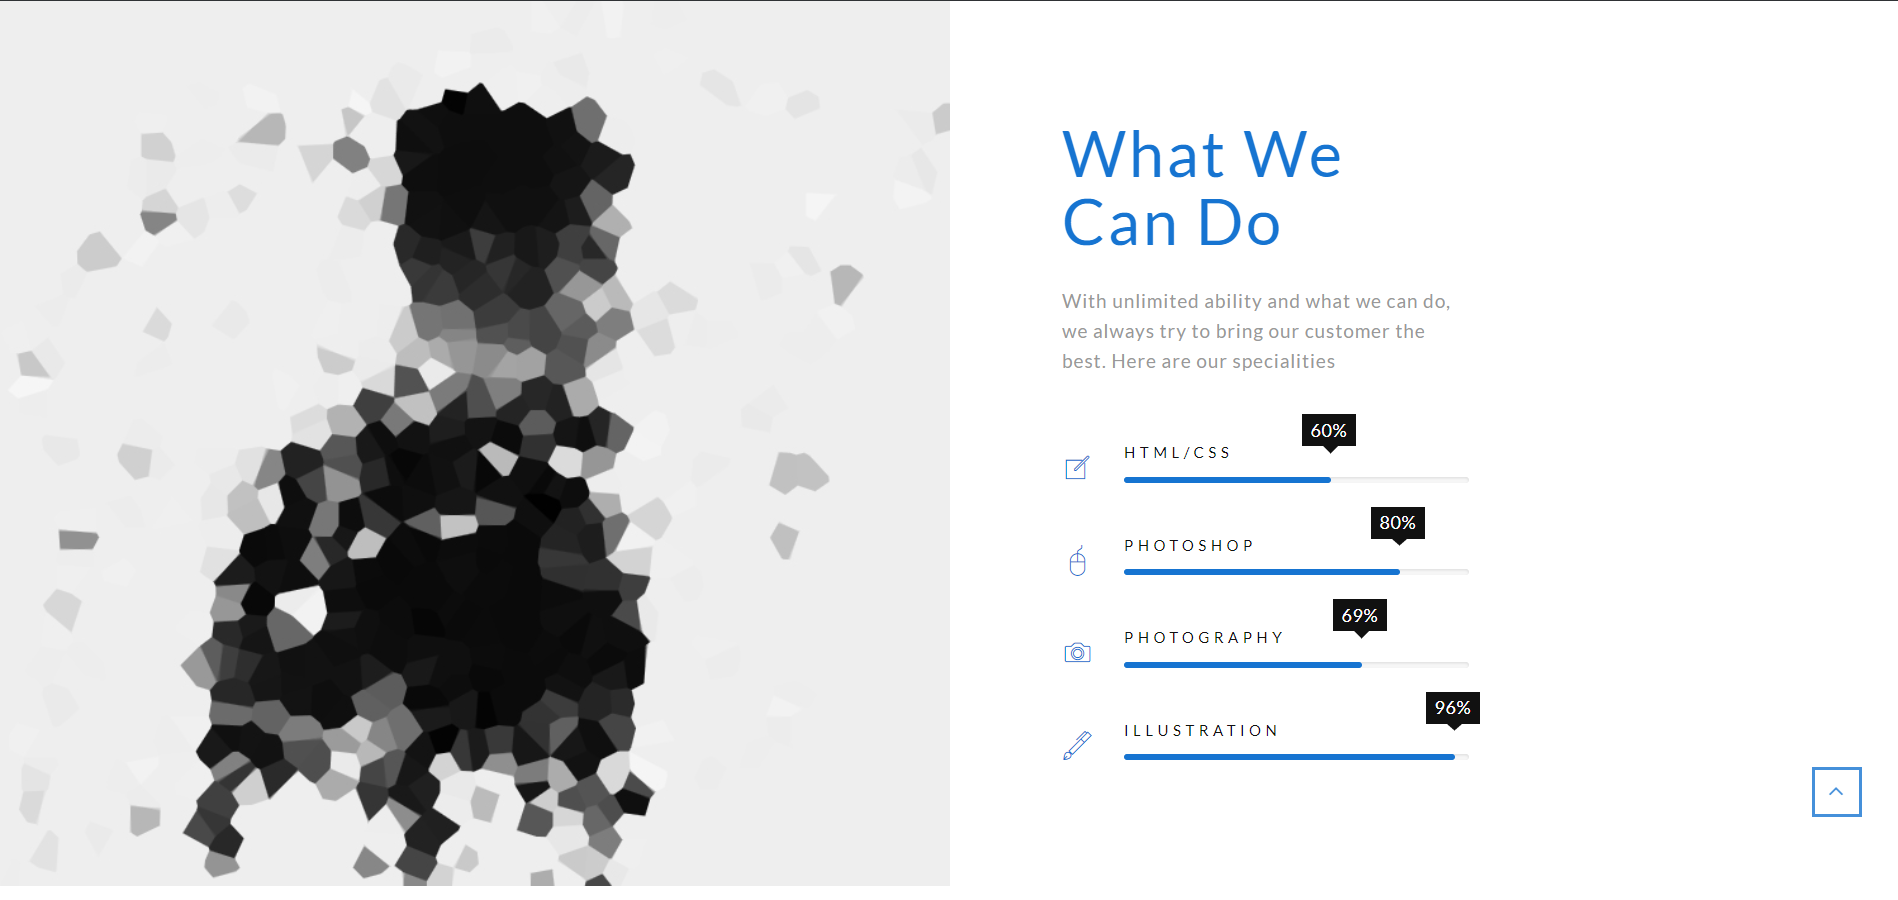 What We
Can Do
With unlimited ability and what we can do,
we always try to bring our customer the
best. Here are our specialities
60%
HTML/CSS
80%
PHOTOSHOP
69%
PHOTOGRAPHY
96%
ILLUSTRATION